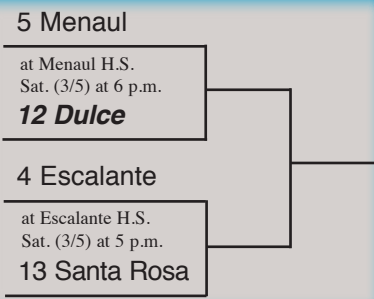 5 Menaul
at Menaul H.S.
Sat. (3/5) at 6 p.m.
12 Dulce
4 Escalante
at Escalante H.S.
Sat. (3/5) at 5 p.m.
13 Santa Rosa